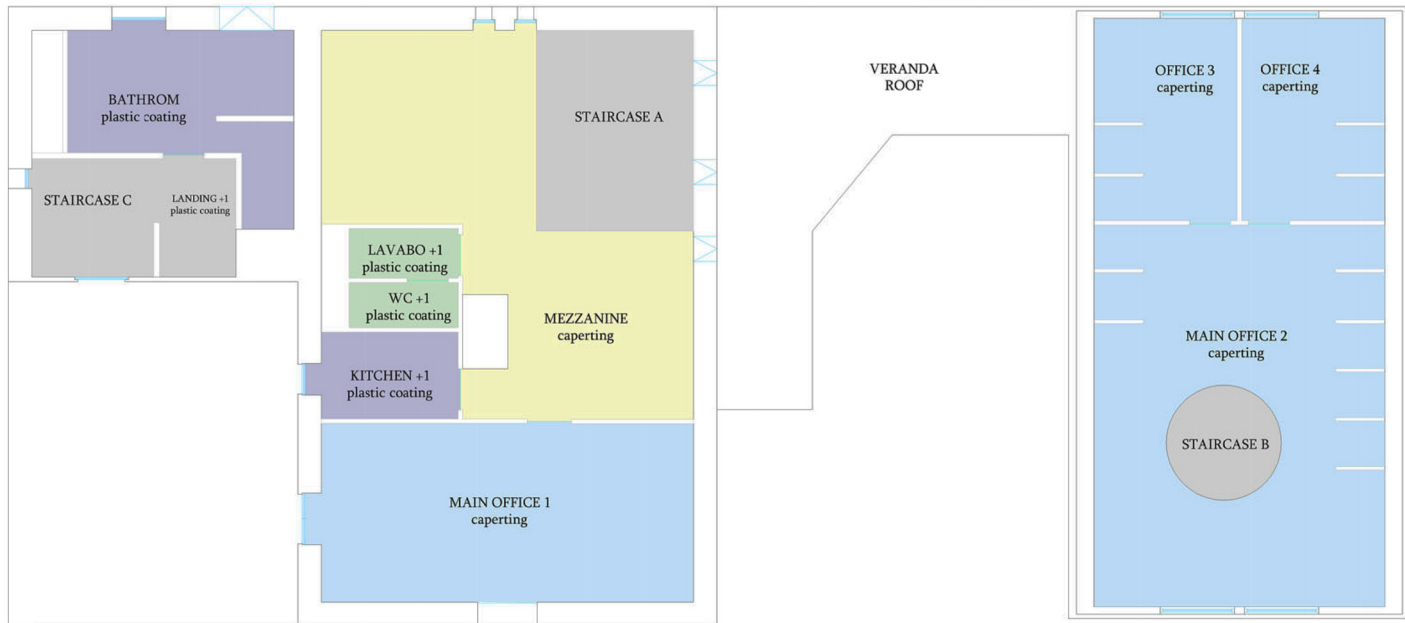 BATHROM
plastic coating
STAIRCASE C
LANDING +1
plastic coating
STAIRCASE A
LAVABO +1
plastic coating
WC +1
plastic coating
MEZZANINE
caperting
KITCHEN +1
plastic coating
MAIN OFFICE 1
caperting
VERANDA
ROOF
OFFICE 3
caperting
OFFICE 4
caperting
MAIN OFFICE 2
caperting
STAIRCASE B